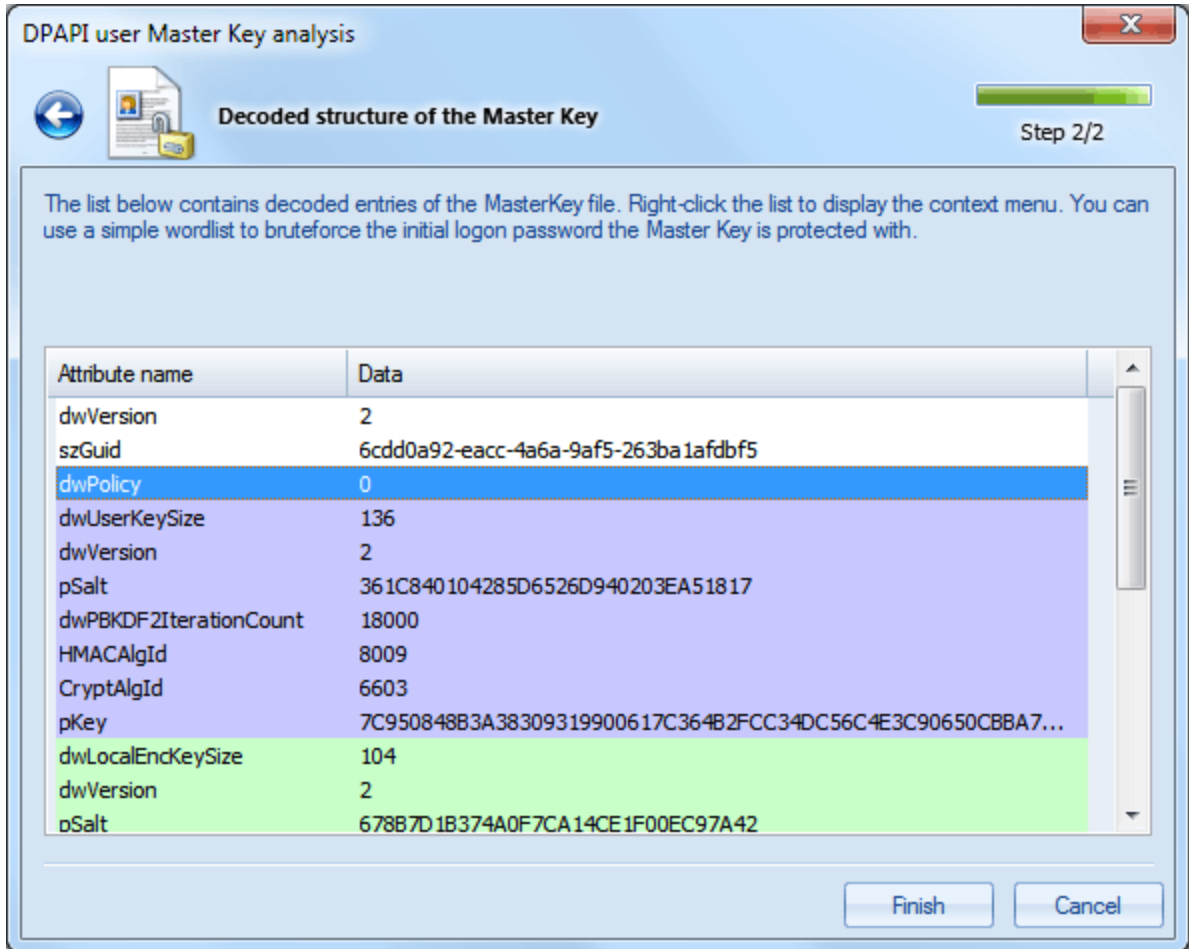 DPAPI user Master Key analysis
Decoded structure of the Master Key
Step 2/2
The list below contains decoded entries of the MasterKey file. Right-click the list to display the context menu. You can
use a simple wordlist to bruteforce the initial logon password the Master Key is protected with.
Attribute name Data
dwVersion 2
szGuid 6cdd0a92-eacc-4a6a-9af5-263ba1afdbf5
dwPolicy 0
dwUserKeySize 136
dwVersion 2
pSalt 361C840104285D6526D940203EA51817
dwPBKDF2IterationCount 18000
HMACAlgId 8009
CryptAlgId 6603
pKey 7C950848B3A38309319900617C364B2FCC34DC56C4E3C90650CBBA7...
dwLocalEncKeySize 104
dwVersion 2
pSalt 678B7D1B374A0F7CA14CE1F00EC97A42
Finish Cancel